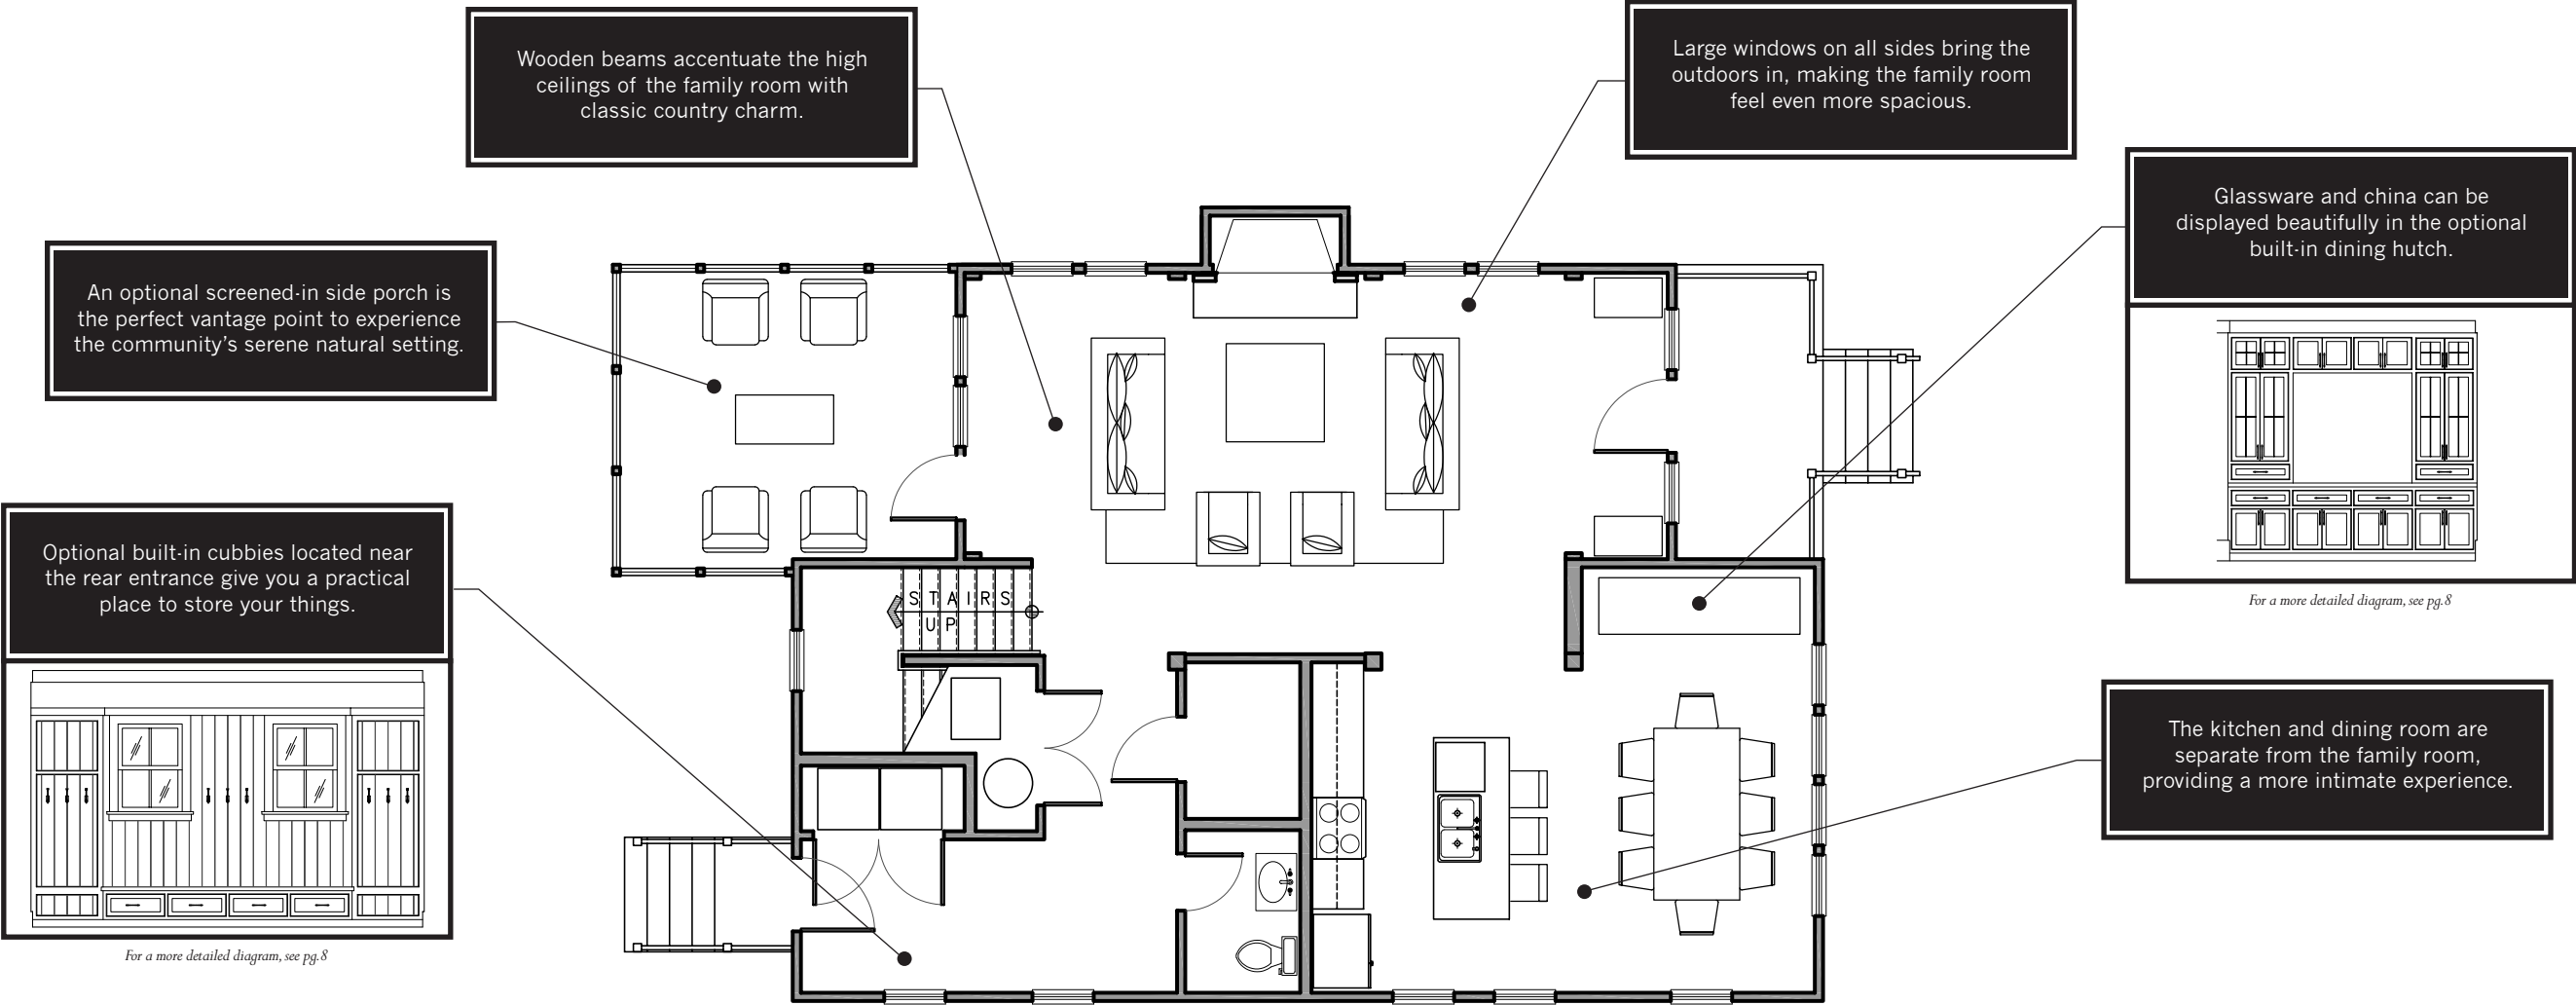 Wooden beams accentuate the high
ceilings of the family room with
classic country charm.
Large windows on all sides bring the
outdoors in, making the family room
feel even more spacious.
Glassware and china can be
displayed beautifully in the optional
built-in dining hutch.
For a more detailed diagram, see pg.8
An optional screened-in side porch is
the perfect vantage point to experience
the community’s serene natural setting.
Optional built-in cubbies located near
the rear entrance give you a practical
place to store your things.
For a more detailed diagram, see pg.8
STAIRS
UP
The kitchen and dining room are
separate from the family room,
providing a more intimate experience.